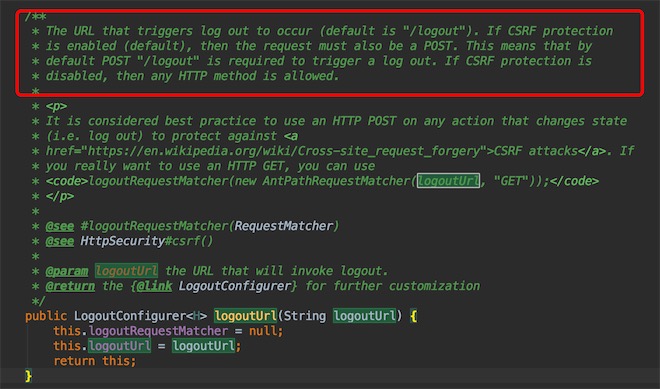 /**
* The URL that triggers log out to occur (default is "/logout"). If CSRF protection
* is enabled (default), then the request must also be a POST. This means that by
* default POST "/logout" is required to trigger a log out. If CSRF protection is
* disabled, then any HTTP method is allowed.
*
* <p>
* It is considered best practice to use an HTTP POST on any action that changes state
* (i.e. log out) to protect against <a
* href="https://en.wikipedia.org/wiki/Cross-site_request_forgery">CSRF attacks</a>. If
* you really want to use an HTTP GET, you can use
* <code>logoutRequestMatcher(new AntPathRequestMatcher(logoutUrl, "GET"));</code>
* </p>
*
* @see #logoutRequestMatcher(RequestMatcher)
* @see HttpSecurity#csrf()
*
* @param logoutUrl the URL that will invoke logout.
* @return the {@link LogoutConfigurer} for further customization
*/
public LogoutConfigurer<H> logoutUrl(String logoutUrl) {
this.logoutRequestMatcher = null;
this.logoutUrl = logoutUrl;
return this;
}